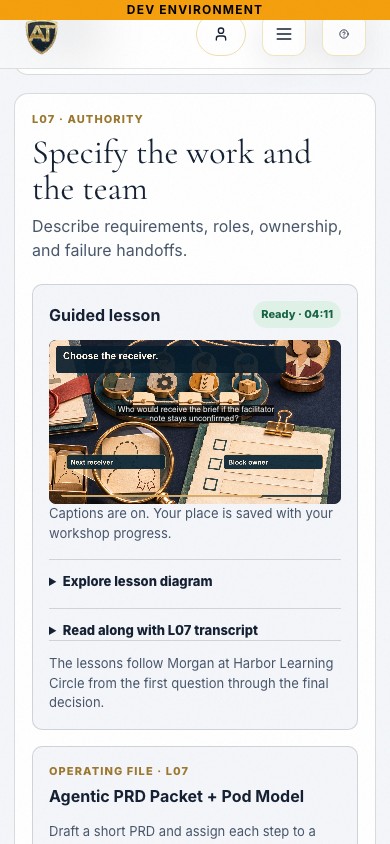 DEV ENVIRONMENT
AT
L07 · AUTHORITY
Specify the work and
the team
Describe requirements, roles, ownership,
and failure handoffs.
Guided lesson
Ready · 04:11
Choose the receiver.
Who would receive the brief if the facilitator
note stays unconfirmed?
Next receiver
Block owner
Captions are on. Your place is saved with your
workshop progress.
Explore lesson diagram
Read along with L07 transcript
The lessons follow Morgan at Harbor Learning
Circle from the first question through the final
decision.
OPERATING FILE · L07
Agentic PRD Packet + Pod Model
Draft a short PRD and assign each step to a